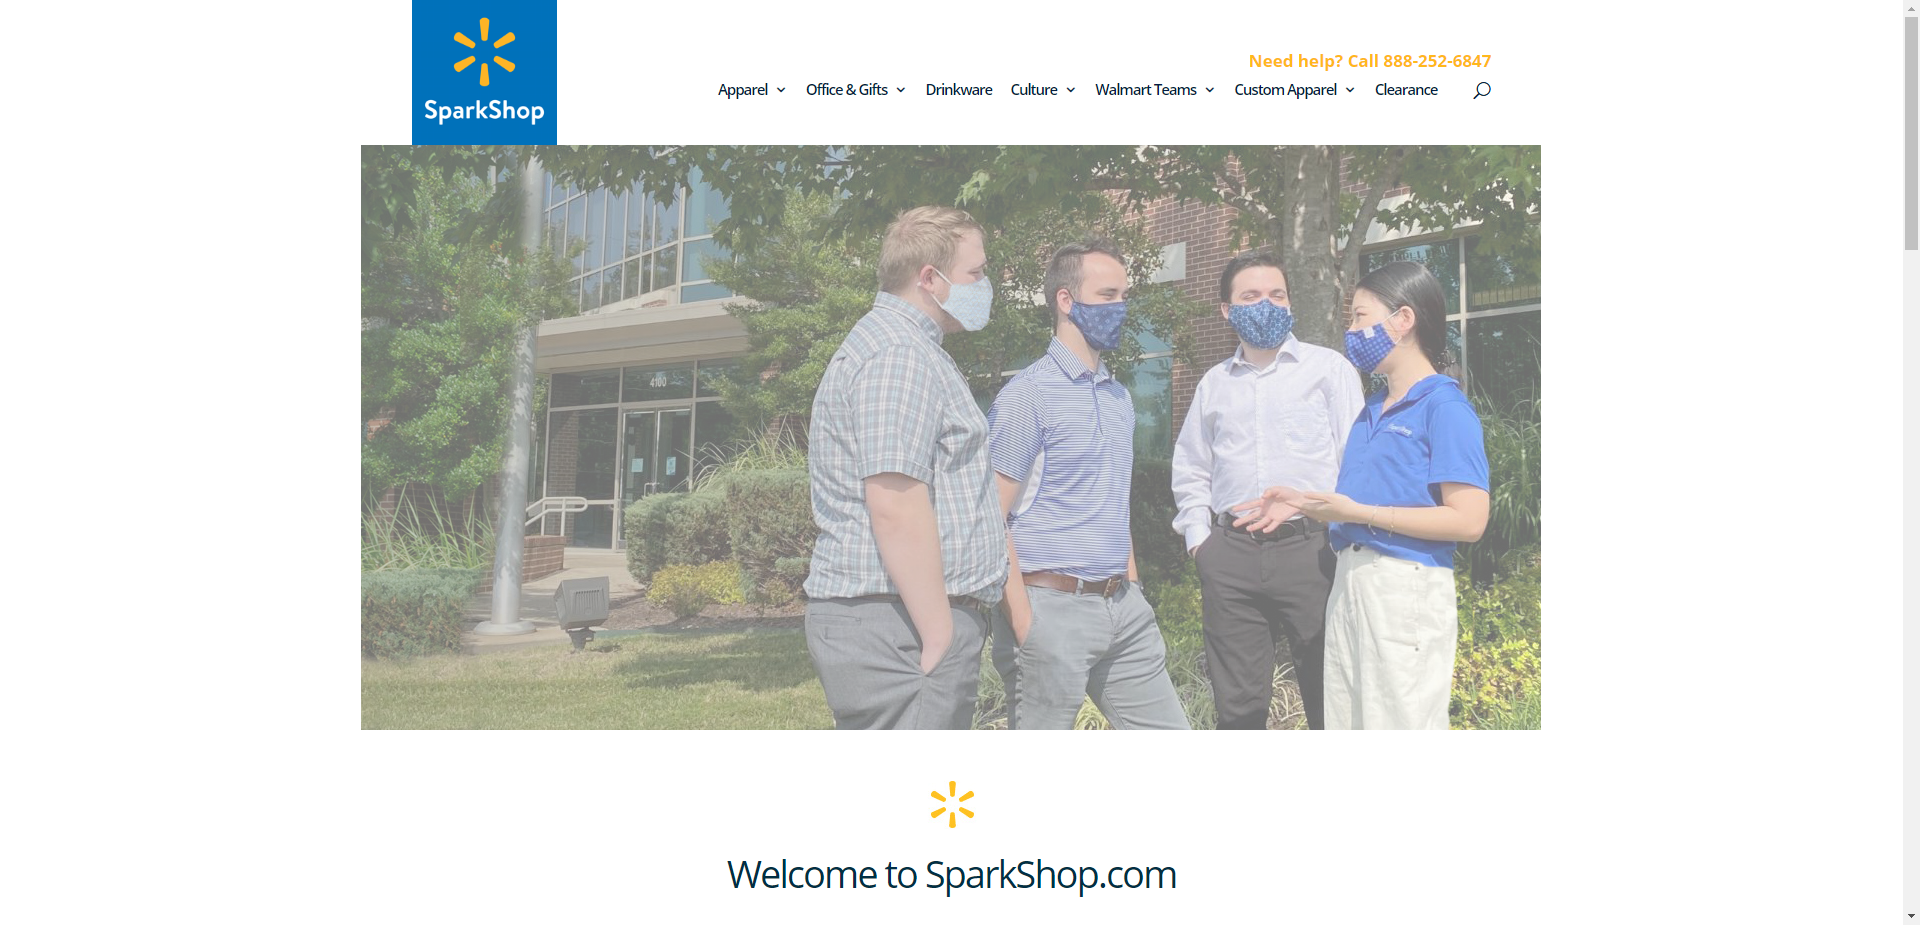 SparkShop
Need help? Call 888-252-6847
Apparel
Office & Gifts
Drinkware
Culture
Walmart Teams
Custom Apparel
Clearance
4100
Welcome to SparkShop.com